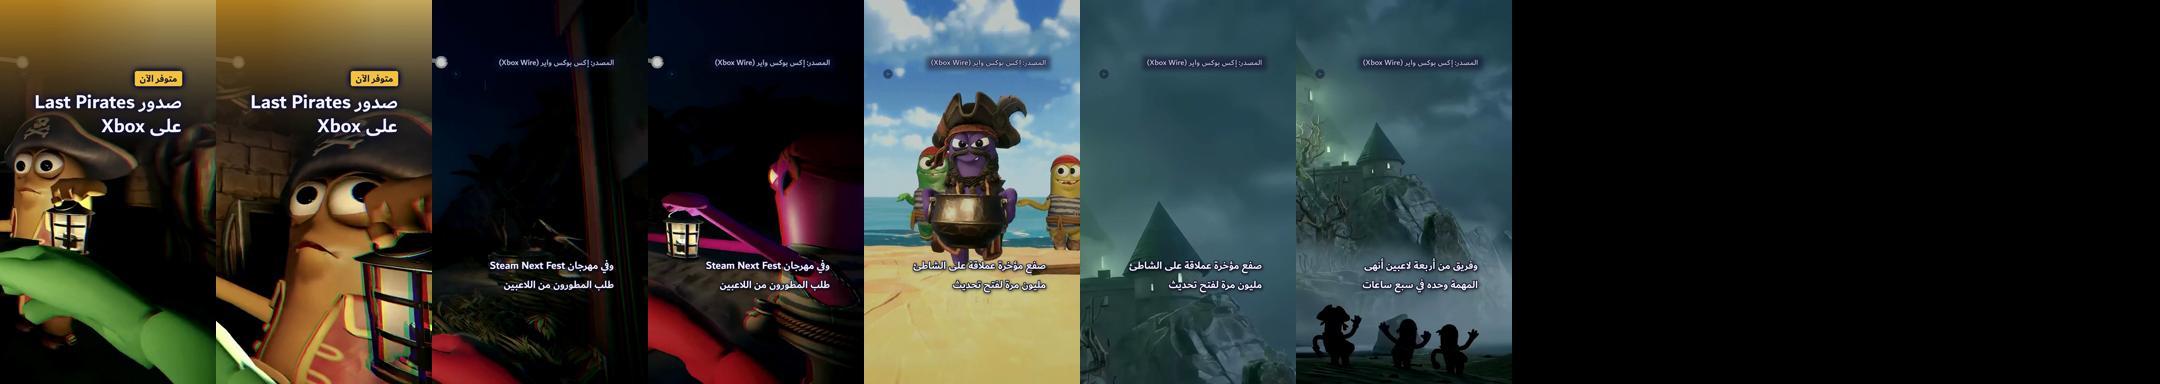 متوفر الآن
صدور Last Pirates
على Xbox
متوفر الآن
صدور Last Pirates
على Xbox
المصدر: إكس بوكس واير (Xbox Wire)
وفي مهرجان Steam Next Fest
طلب المطورون من اللاعبين
المصدر: إكس بوكس واير (Xbox Wire)
وفي مهرجان Steam Next Fest
طلب المطورون من اللاعبين
المصدر: إكس بوكس واير (Xbox Wire)
صفع مؤخرة عملاقة على الشاطئ
مليون مرة لفتح تحديث
المصدر: إكس بوكس واير (Xbox Wire)
صفع مؤخرة عملاقة على الشاطئ
مليون مرة لفتح تحديث
المصدر: إكس بوكس واير (Xbox Wire)
وفريق من أربعة لاعبين أنهى
المهمة وحده في سبع ساعات